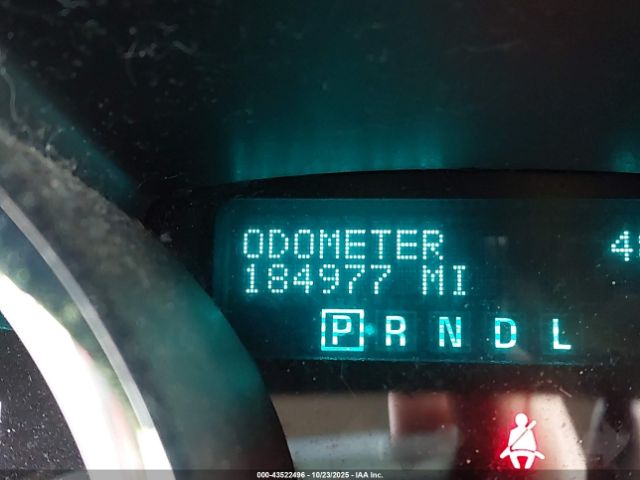 ODOMETER
184977 MI
P R N D L
000-43522496 - 10/23/2025 - IAA Inc.